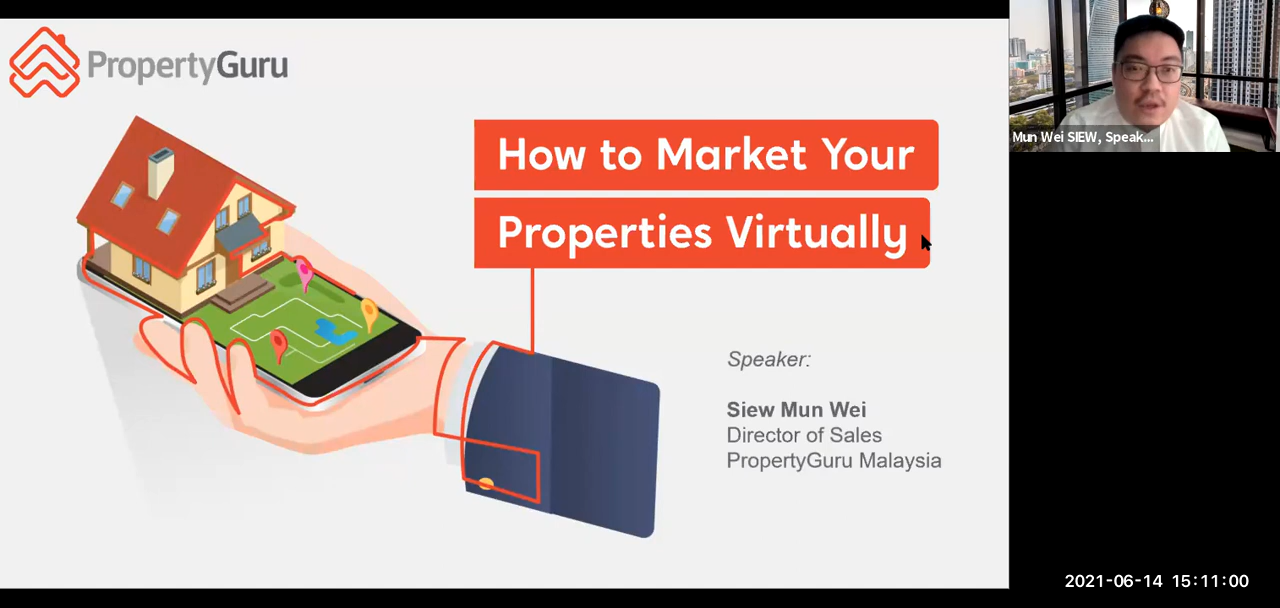 PropertyGuru
How to Market Your
Properties Virtually
Speaker:
Siew Mun Wei
Director of Sales
PropertyGuru Malaysia
Mun Wei SIEW, Speak...
2021-06-14 15:11:00